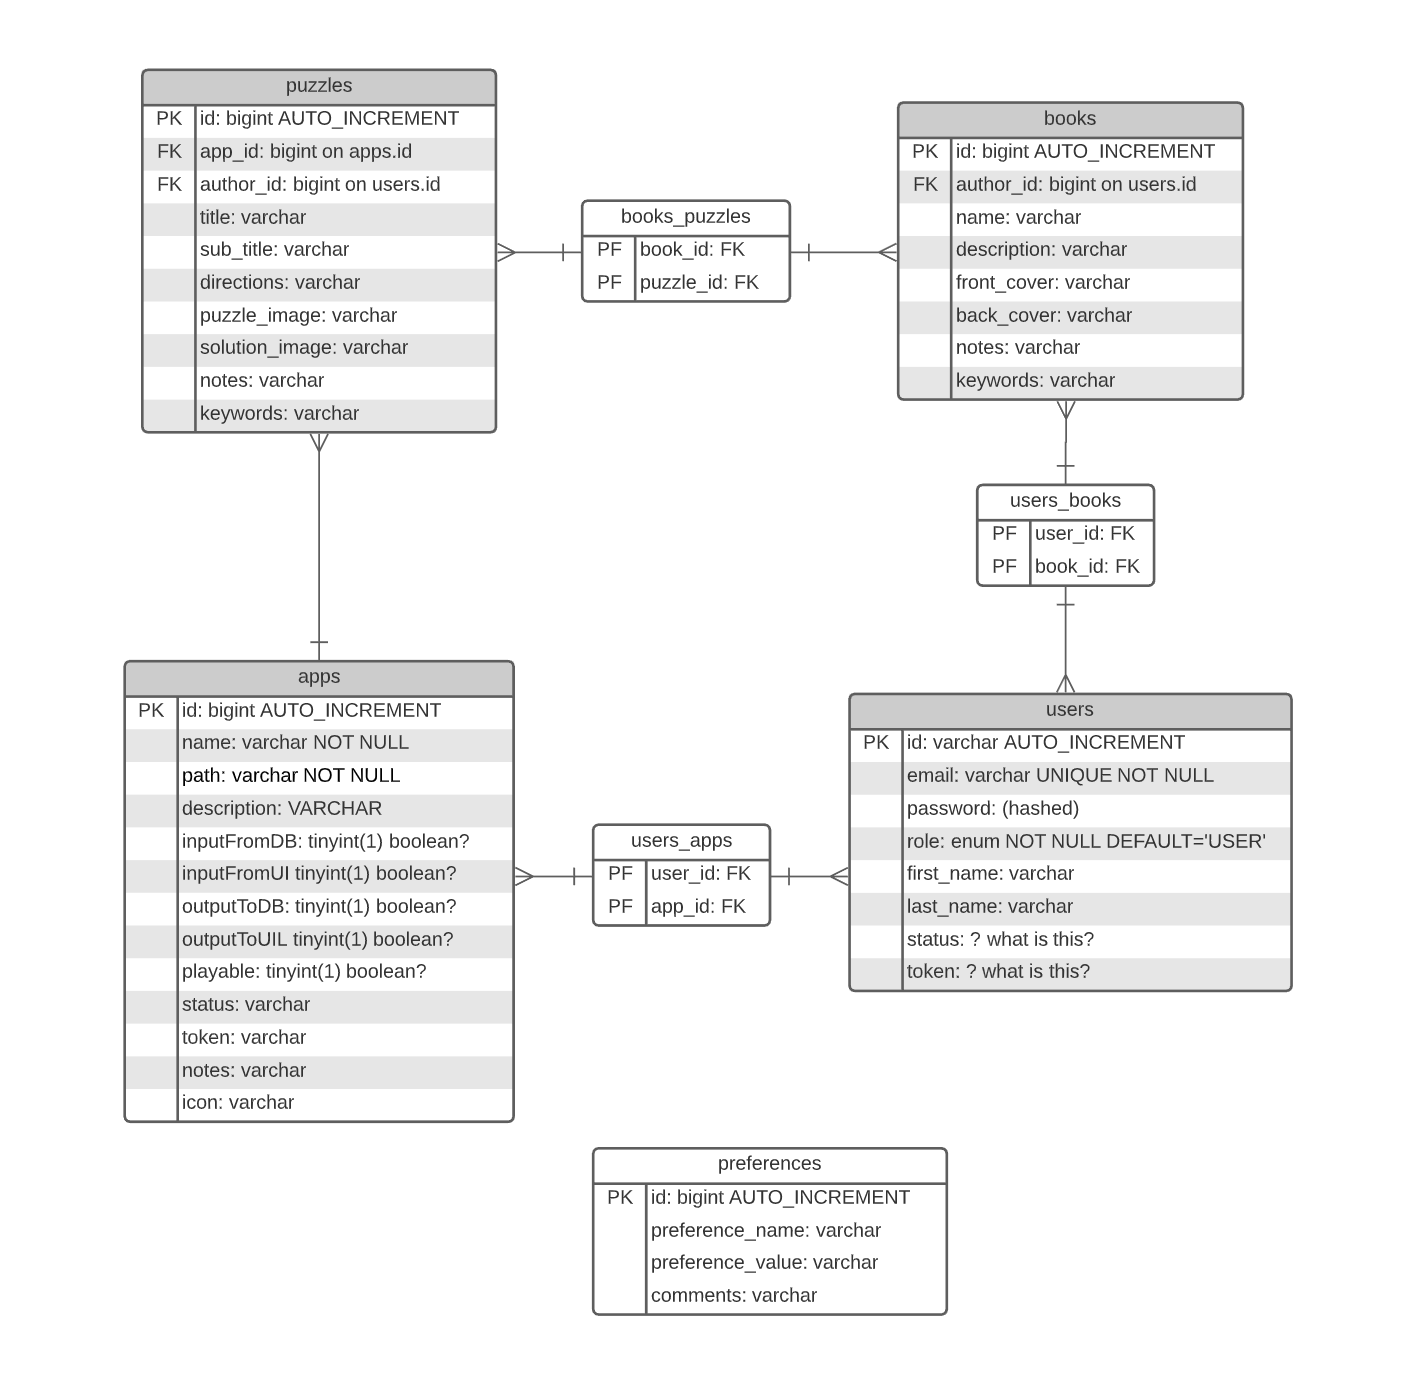 puzzles
PK id: bigint AUTO_INCREMENT
FK app_id: bigint on apps.id
FK author_id: bigint on users.id
title: varchar
sub_title: varchar
directions: varchar
puzzle_image: varchar
solution_image: varchar
notes: varchar
keywords: varchar
books_puzzles
PF book_id: FK
PF puzzle_id: FK
books
PK id: bigint AUTO_INCREMENT
FK author_id: bigint on users.id
name: varchar
description: varchar
front_cover: varchar
back_cover: varchar
notes: varchar
keywords: varchar
users_books
PF user_id: FK
PF book_id: FK
apps
PK id: bigint AUTO_INCREMENT
name: varchar NOT NULL
path: varchar NOT NULL
description: VARCHAR
inputFromDB: tinyint(1) boolean?
inputFromUI tinyint(1) boolean?
outputToDB: tinyint(1) boolean?
outputToUIL tinyint(1) boolean?
playable: tinyint(1) boolean?
status: varchar
token: varchar
notes: varchar
icon: varchar
users_apps
PF user_id: FK
PF app_id: FK
users
PK id: varchar AUTO_INCREMENT
email: varchar UNIQUE NOT NULL
password: (hashed)
role: enum NOT NULL DEFAULT='USER'
first_name: varchar
last_name: varchar
status: ? what is this?
token: ? what is this?
preferences
PK id: bigint AUTO_INCREMENT
preference_name: varchar
preference_value: varchar
comments: varchar